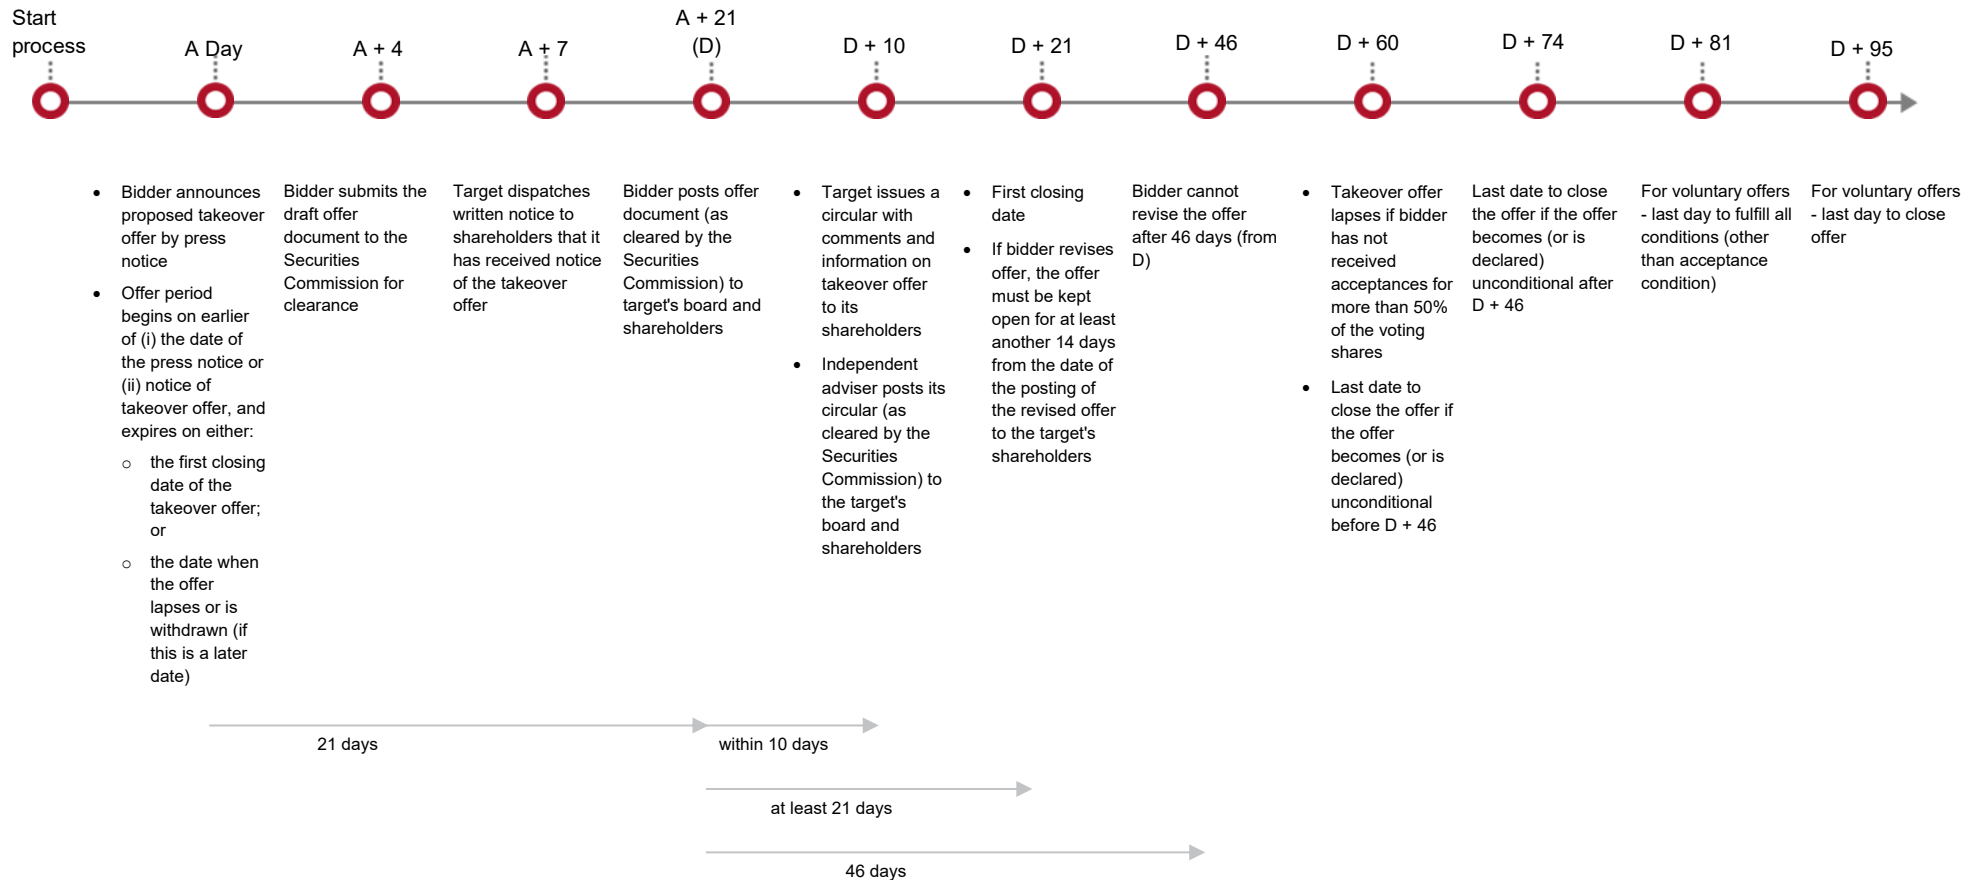 Start
process
A Day
A + 4
A + 7
A + 21
(D)
D + 10
D + 21
D + 46
D + 60
D + 74
D + 81
D + 95
• Bidder announces
proposed takeover
offer by press
notice
• Offer period
begins on earlier
of (i) the date of
the press notice or
(ii) notice of
takeover offer, and
expires on either:
○ the first closing
date of the
takeover offer;
or
○ the date when
the offer
lapses or is
withdrawn (if
this is a later
date)
Bidder submits the
draft offer
document to the
Securities
Commission for
clearance
Target dispatches
written notice to
shareholders that it
has received notice
of the takeover
offer
Bidder posts offer
document (as
cleared by the
Securities
Commission) to
target's board and
shareholders
• Target issues a
circular with
comments and
information on
takeover offer
to its
shareholders
• Independent
adviser posts its
circular (as
cleared by the
Securities
Commission) to
the target's
board and
shareholders
• First closing
date
• If bidder revises
offer, the offer
must be kept
open for at least
another 14 days
from the date of
the posting of
the revised offer
to the target's
shareholders
Bidder cannot
revise the offer
after 46 days (from
D)
• Takeover offer
lapses if bidder
has not
received
acceptances for
more than 50%
of the voting
shares
• Last date to
close the offer if
the offer
becomes (or is
declared)
unconditional
before D + 46
Last date to close
the offer if the offer
becomes (or is
declared)
unconditional after
D + 46
For voluntary offers
- last day to fulfill all
conditions (other
than acceptance
condition)
For voluntary offers
- last day to close
offer
21 days
within 10 days
at least 21 days
46 days